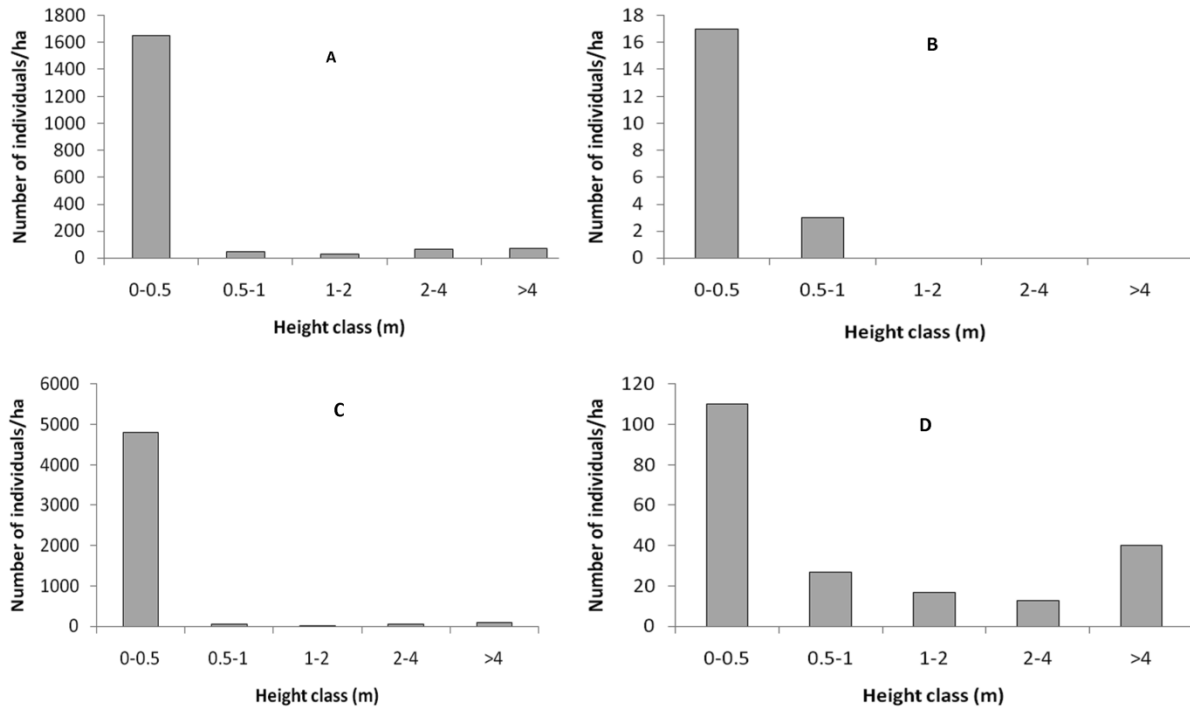 A
Number of individuals/ha
1800
1600
1400
1200
1000
800
600
400
200
0
0-0.5 0.5-1 1-2 2-4 >4
Height class (m)
B
Number of individuals/ha
18
16
14
12
10
8
6
4
2
0
0-0.5 0.5-1 1-2 2-4 >4
Height class (m)
C
Number of individuals/ha
6000
5000
4000
3000
2000
1000
0
0-0.5 0.5-1 1-2 2-4 >4
Height class (m)
D
Number of individuals/ha
120
100
80
60
40
20
0
0-0.5 0.5-1 1-2 2-4 >4
Height class (m)